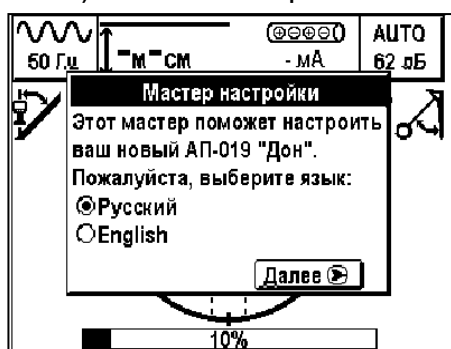 50 Гц
м см
- мА
AUTO
62 дБ
Мастер настройки
Этот мастер поможет настроить
ваш новый АП-019 "Дон".
Пожалуйста, выберите язык:
Русский
English
Далее
10%